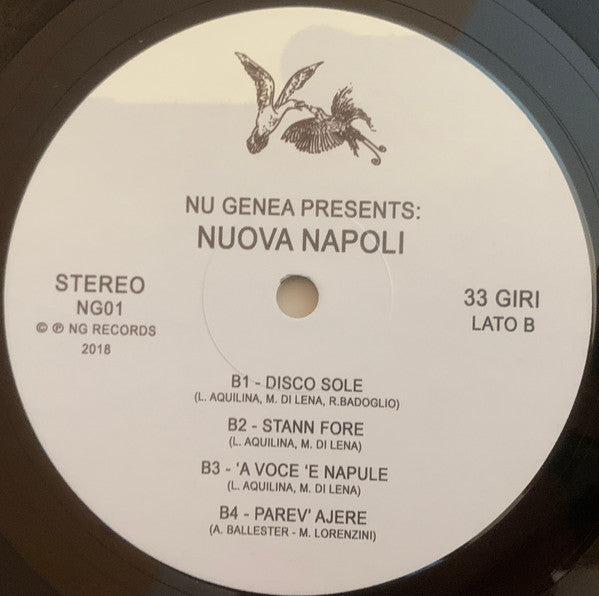 NU GENEA PRESENTS:
NUOVA NAPOLI
STEREO
NG01
© ℗ NG RECORDS
2018
33 GIRI
LATO B
B1 - DISCO SOLE
(L. AQUILINA, M. DI LENA, R.BADOGLIO)
B2 - STANN FORE
(L. AQUILINA, M. DI LENA)
B3 - 'A VOCE 'E NAPULE
(L. AQUILINA, M. DI LENA)
B4 - PAREV' AJERE
(A. BALLESTER - M. LORENZINI)